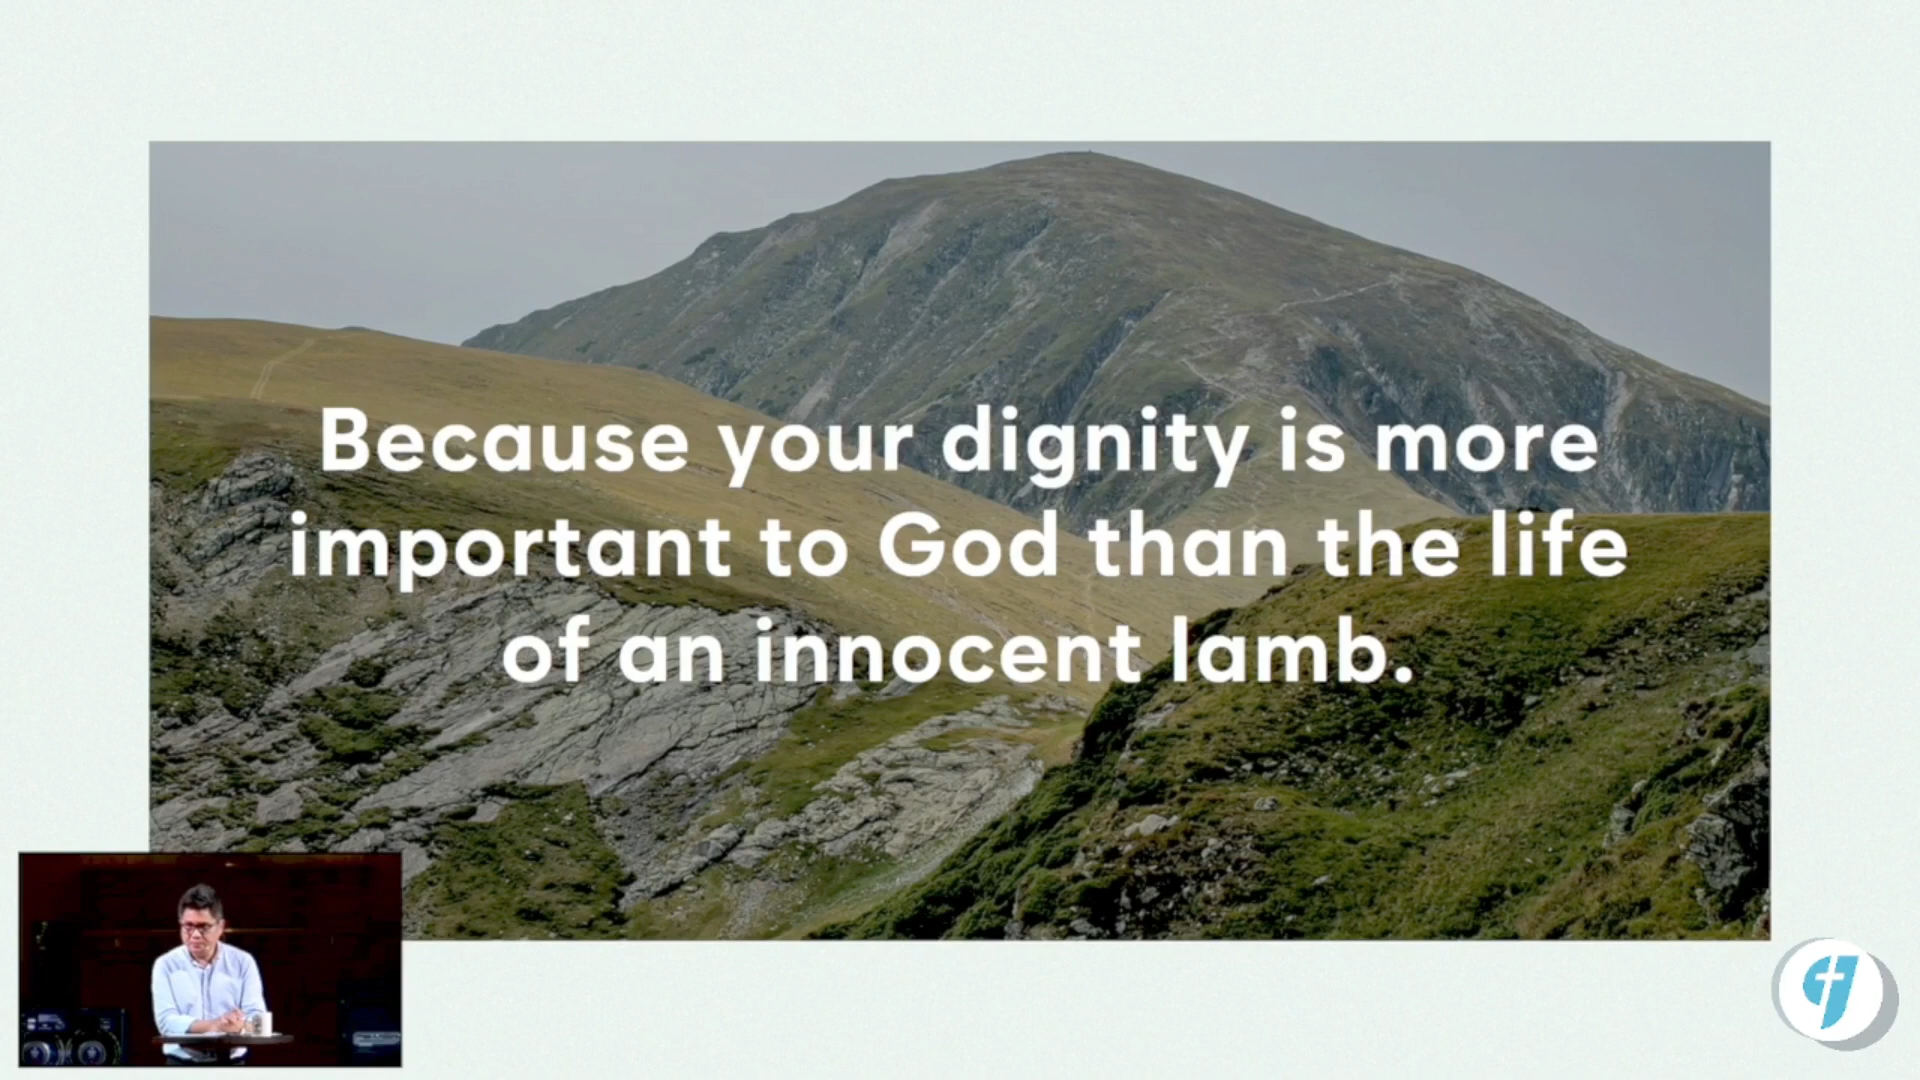 Because your dignity is more
important to God than the life
of an innocent lamb.